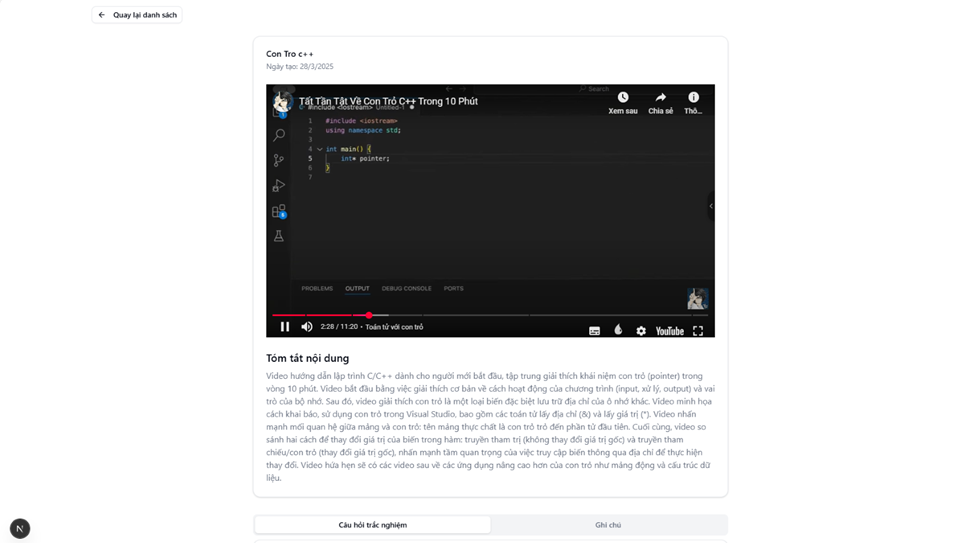 Quay lại danh sách
Con Tro c++
Ngày tạo: 28/3/2025
Search
Tất Tần Tật Về Con Trỏ C++ Trong 10 Phút
Xem sau
Chia sẻ
Thô...
#include <iostream> Untitled-1
1 #include <iostream>
2 using namespace std;
3
4 int main() {
5 int* pointer;
6 }
7
PROBLEMS OUTPUT DEBUG CONSOLE PORTS
2:28 / 11:20 • Toán tử với con trỏ
YouTube
Tóm tắt nội dung
Video hướng dẫn lập trình C/C++ dành cho người mới bắt đầu, tập trung giải thích khái niệm con trỏ (pointer) trong
vòng 10 phút. Video bắt đầu bằng việc giải thích cơ bản về cách hoạt động của chương trình (input, xử lý, output) và vai
trò của bộ nhớ. Sau đó, video giải thích con trỏ là một loại biến đặc biệt lưu trữ địa chỉ của ô nhớ khác. Video minh họa
cách khai báo, sử dụng con trỏ trong Visual Studio, bao gồm các toán tử lấy địa chỉ (&) và lấy giá trị (*). Video nhấn
mạnh mối quan hệ giữa mảng và con trỏ: tên mảng thực chất là con trỏ trỏ đến phần tử đầu tiên. Cuối cùng, video so
sánh hai cách để thay đổi giá trị của biến trong hàm: truyền tham trị (không thay đổi giá trị gốc) và truyền tham
chiếu/con trỏ (thay đổi giá trị gốc), nhấn mạnh tầm quan trọng của việc truy cập biến thông qua địa chỉ để thực hiện
thay đổi. Video hứa hẹn sẽ có các video sau về các ứng dụng nâng cao hơn của con trỏ như mảng động và cấu trúc dữ
liệu.
Câu hỏi trắc nghiệm
Ghi chú
N